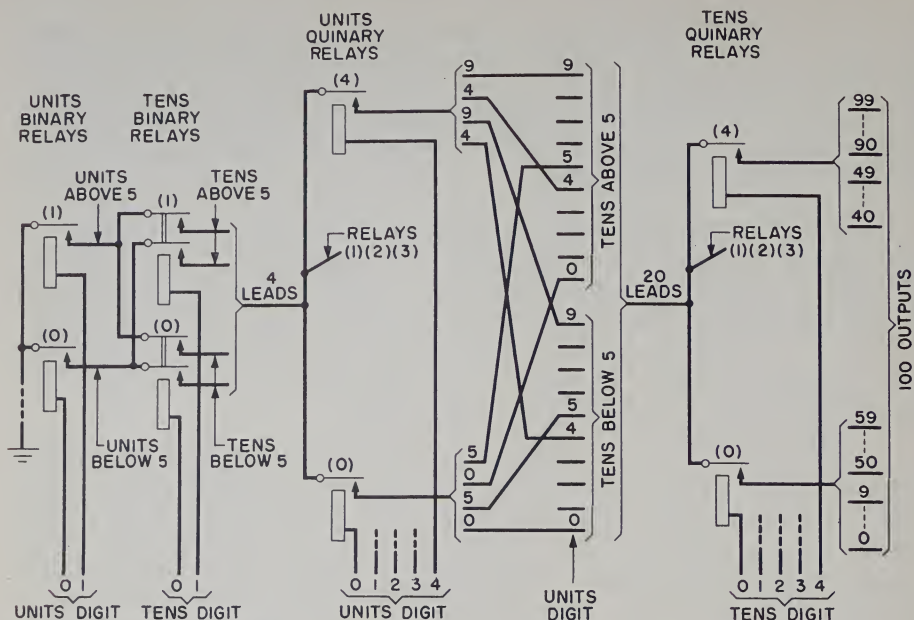 UNITS
QUINARY
RELAYS
TENS
QUINARY
RELAYS
UNITS
BINARY
RELAYS
TENS
BINARY
RELAYS
UNITS
ABOVE 5
TENS
ABOVE 5
(1)
(0)
(1)
(0)
UNITS
BELOW 5
TENS
BELOW 5
0 1
UNITS DIGIT
0 1
TENS DIGIT
4
LEADS
(4)
RELAYS
(1)(2)(3)
(0)
0 1 2 3 4
UNITS DIGIT
9
4
9
4
5
0
5
0
9
5
4
0
9
5
4
0
TENS ABOVE 5
TENS BELOW 5
UNITS
DIGIT
20
LEADS
(4)
RELAYS
(1)(2)(3)
(0)
0 1 2 3 4
TENS DIGIT
99
90
49
40
59
50
9
0
100 OUTPUTS